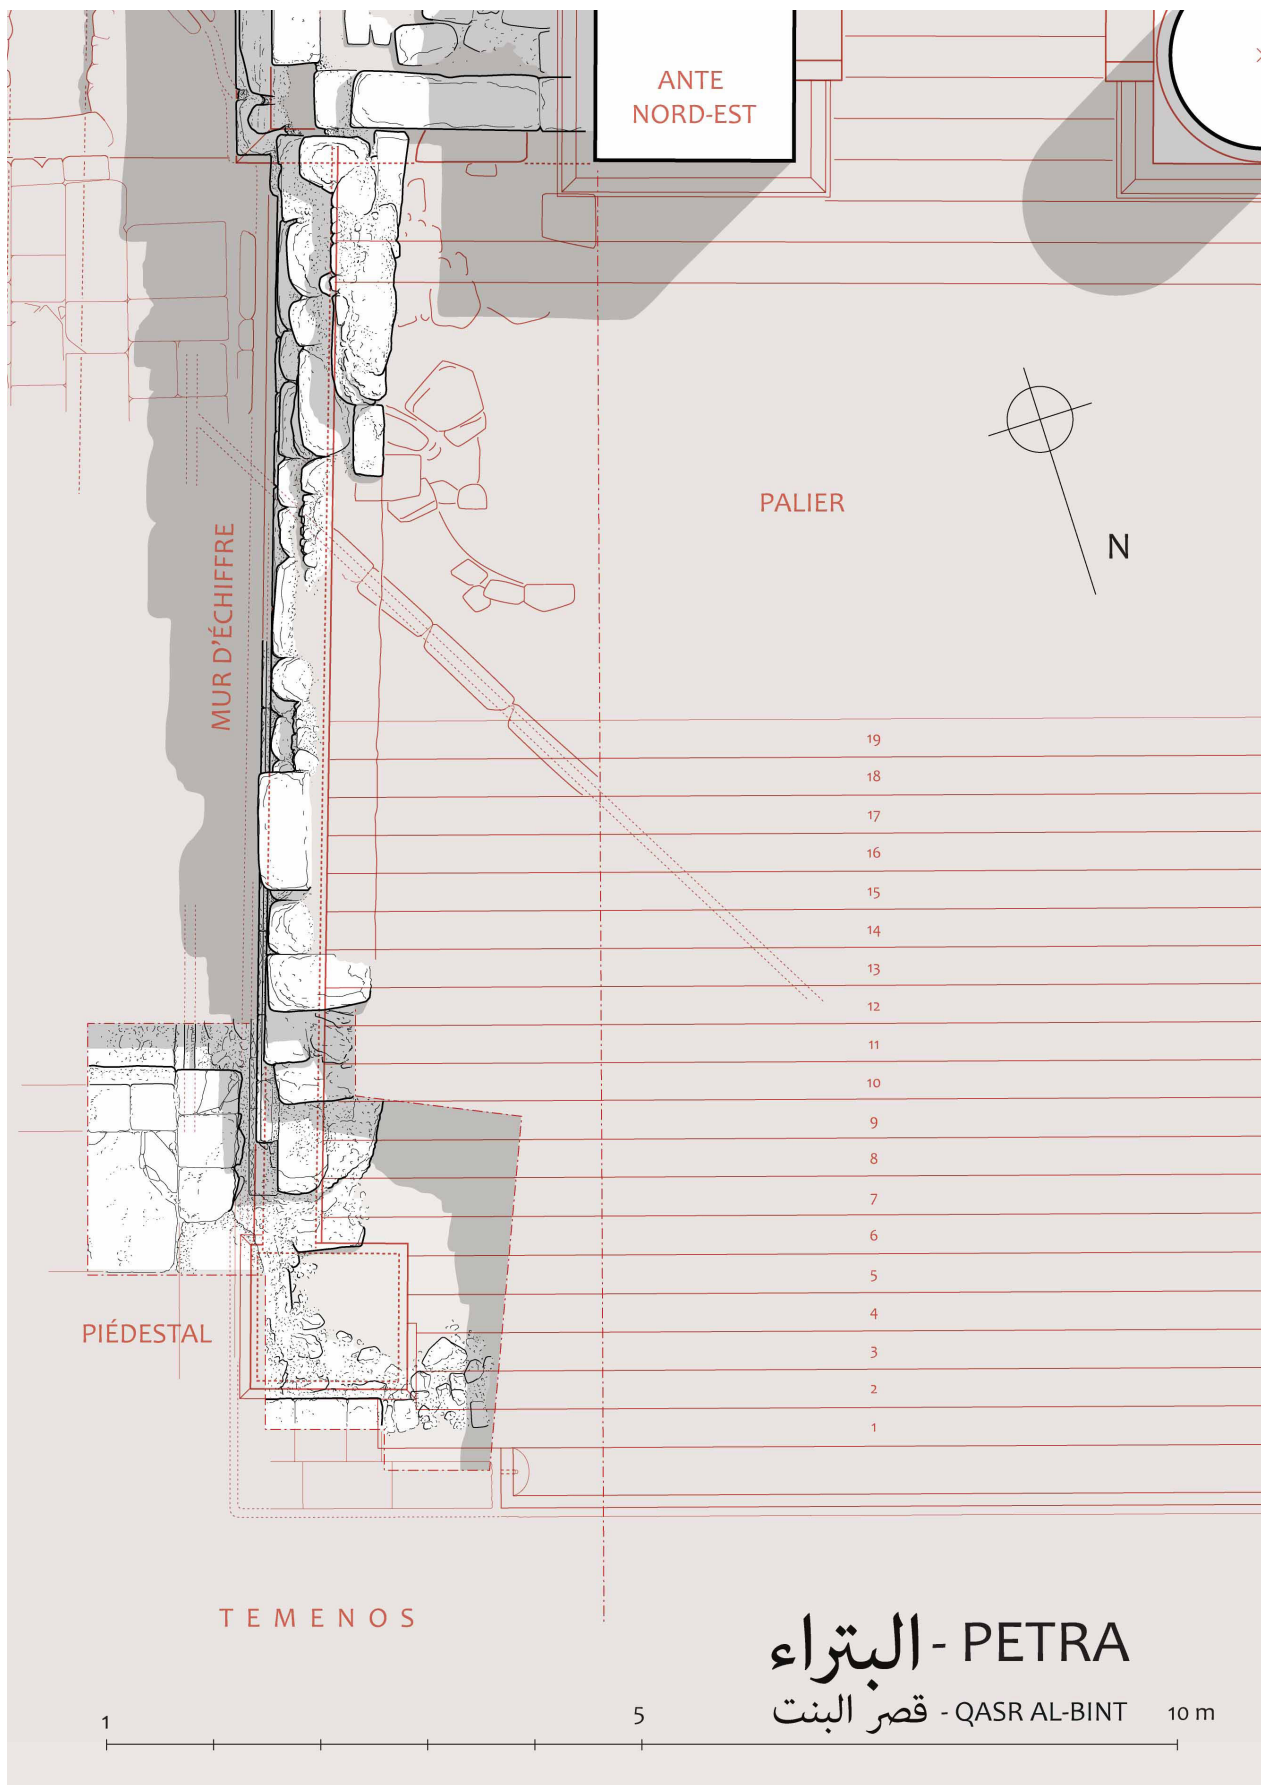 ANTE
NORD-EST
PALIER
N
MUR D'ÉCHIFFRE
19
18
17
16
15
14
13
12
11
10
9
8
7
6
5
4
3
2
1
PIÉDESTAL
TEMENOS
البتراء - PETRA
قصر البنت - QASR AL-BINT
1 5 10 m